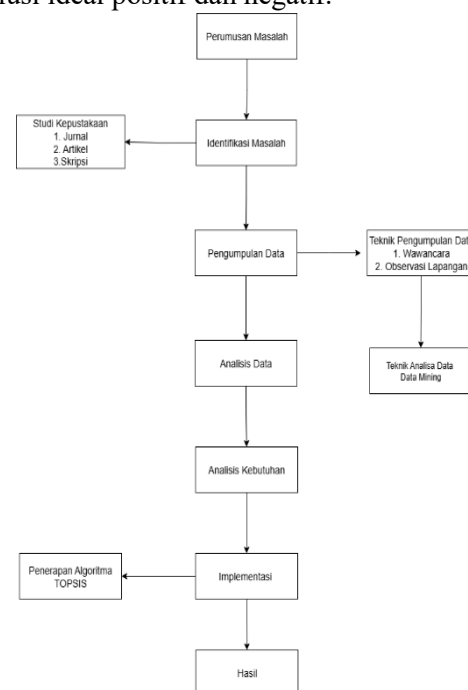 ideal positif dan negatif.
Perumusan Masalah
Studi Kepustakaan
1. Jurnal
2. Artikel
3.Skripsi
Identifikasi Masalah
Pengumpulan Data
Teknik Pengumpulan Dat
1. Wawancara
2. Observasi Lapangan
Analisis Data
Teknik Analisa Data
Data Mining
Analisis Kebutuhan
Penerapan Algoritma
TOPSIS
Implementasi
Hasil